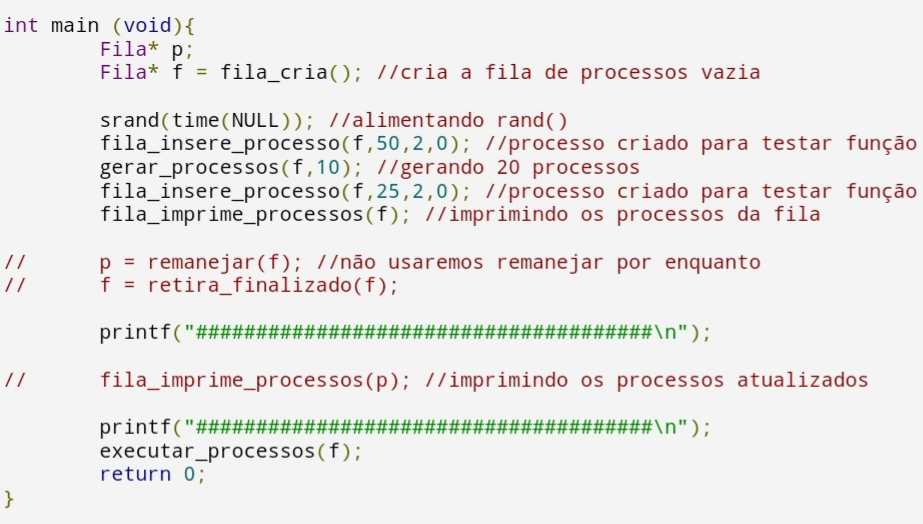 int main (void){
        Fila* p;
        Fila* f = fila_cria(); //cria a fila de processos vazia

        srand(time(NULL)); //alimentando rand()
        fila_insere_processo(f,50,2,0); //processo criado para testar função
        gerar_processos(f,10); //gerando 20 processos
        fila_insere_processo(f,25,2,0); //processo criado para testar função
        fila_imprime_processos(f); //imprimindo os processos da fila

//      p = remanejar(f); //não usaremos remanejar por enquanto
//      f = retira_finalizado(f);

        printf("######################################\n");

//      fila_imprime_processos(p); //imprimindo os processos atualizados

        printf("######################################\n");
        executar_processos(f);
        return 0;
}